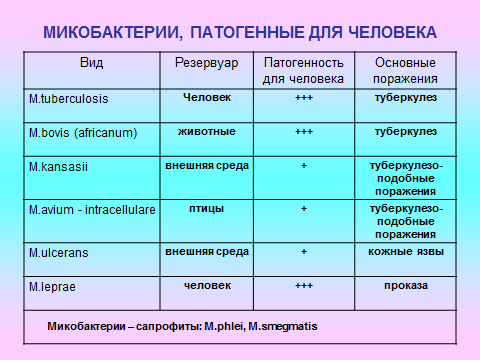 МИКОБАКТЕРИИ, ПАТОГЕННЫЕ ДЛЯ ЧЕЛОВЕКА
Вид Резервуар Патогенность для человека Основные поражения
M.tuberculosis Человек +++ туберкулез
M.bovis (africanum) животные +++ туберкулез
M.kansasii внешняя среда + туберкулезо-подобные поражения
M.avium - intracellulare птицы + туберкулезо-подобные поражения
M.ulcerans внешняя среда + кожные язвы
M.leprae человек +++ проказа
Микобактерии – сапрофиты: M.phlei, M.smegmatis